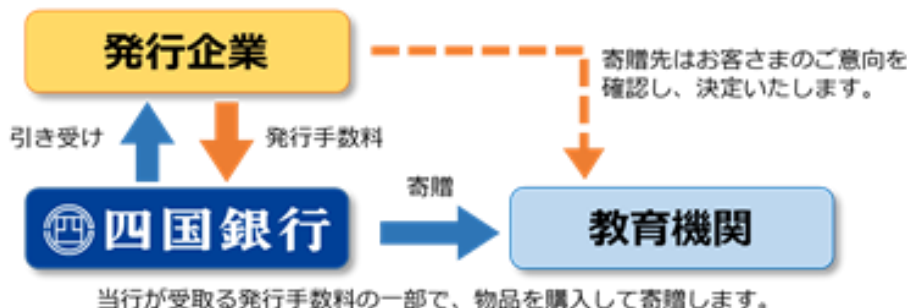 発行企業
寄贈先はお客さまのご意向を
確認し、決定いたします。
引き受け
発行手数料
四国銀行
寄贈
教育機関
当行が受取る発行手数料の一部で、物品を購入して寄贈します。